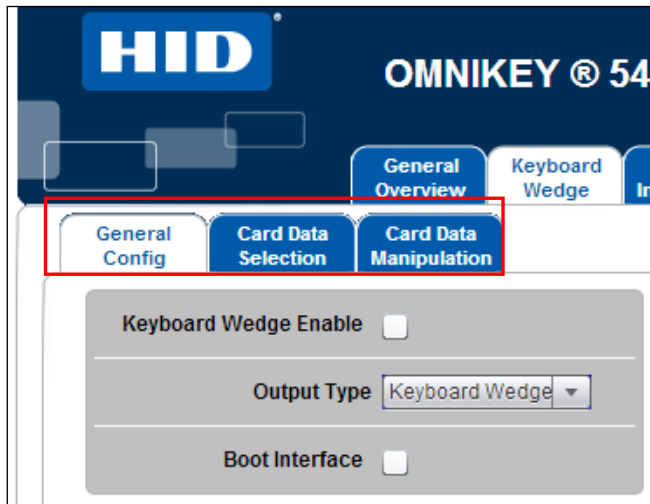 HID®
OMNIKEY ® 54
General
Overview
Keyboard
Wedge
In
General
Config
Card Data
Selection
Card Data
Manipulation
Keyboard Wedge Enable
Output Type
Keyboard Wedge
Boot Interface